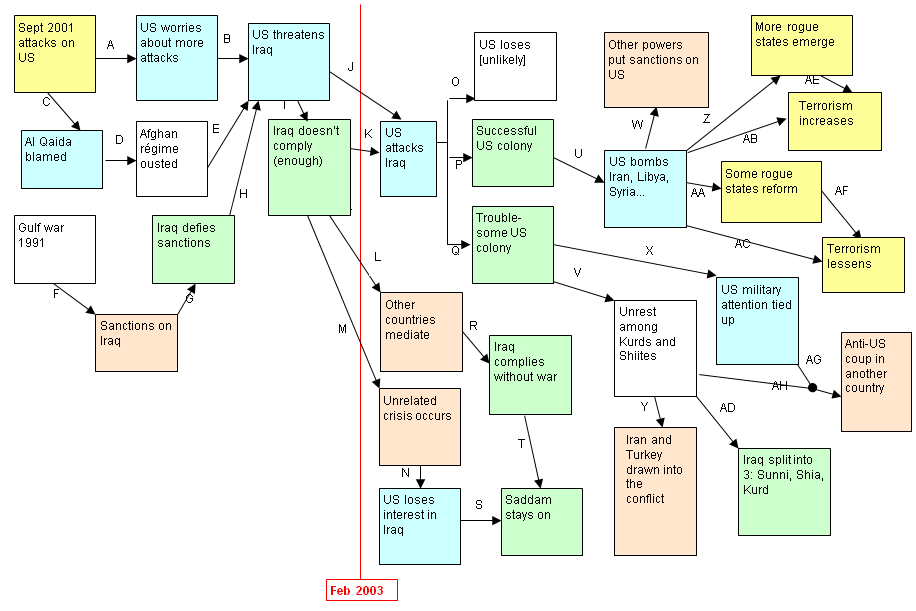 Sept 2001
attacks on
US
A
US worries
about more
attacks
B
US threatens
Iraq
J
C
Al Qaida
blamed
D
Afghan
régime
ousted
E
I
Iraq doesn't
comply
(enough)
K
US
attacks
Iraq
O
US loses
[unlikely]
P
Successful
US colony
Q
Trouble-
some US
colony
U
Other powers
put sanctions on
US
W
US bombs
Iran, Libya,
Syria...
Z
More rogue
states emerge
AE
Terrorism
increases
AB
AA
Some rogue
states reform
AF
AC
Terrorism
lessens
Gulf war
1991
F
Sanctions on
Iraq
G
Iraq defies
sanctions
H
L
Other
countries
mediate
M
Unrelated
crisis occurs
N
US loses
interest in
Iraq
R
Iraq
complies
without war
T
S
Saddam
stays on
X
US military
attention tied
up
V
Unrest
among
Kurds and
Shiites
AG
AH
Anti-US
coup in
another
country
Y
Iran and
Turkey
drawn into
the
conflict
AD
Iraq split into
3: Sunni, Shia,
Kurd
Feb 2003